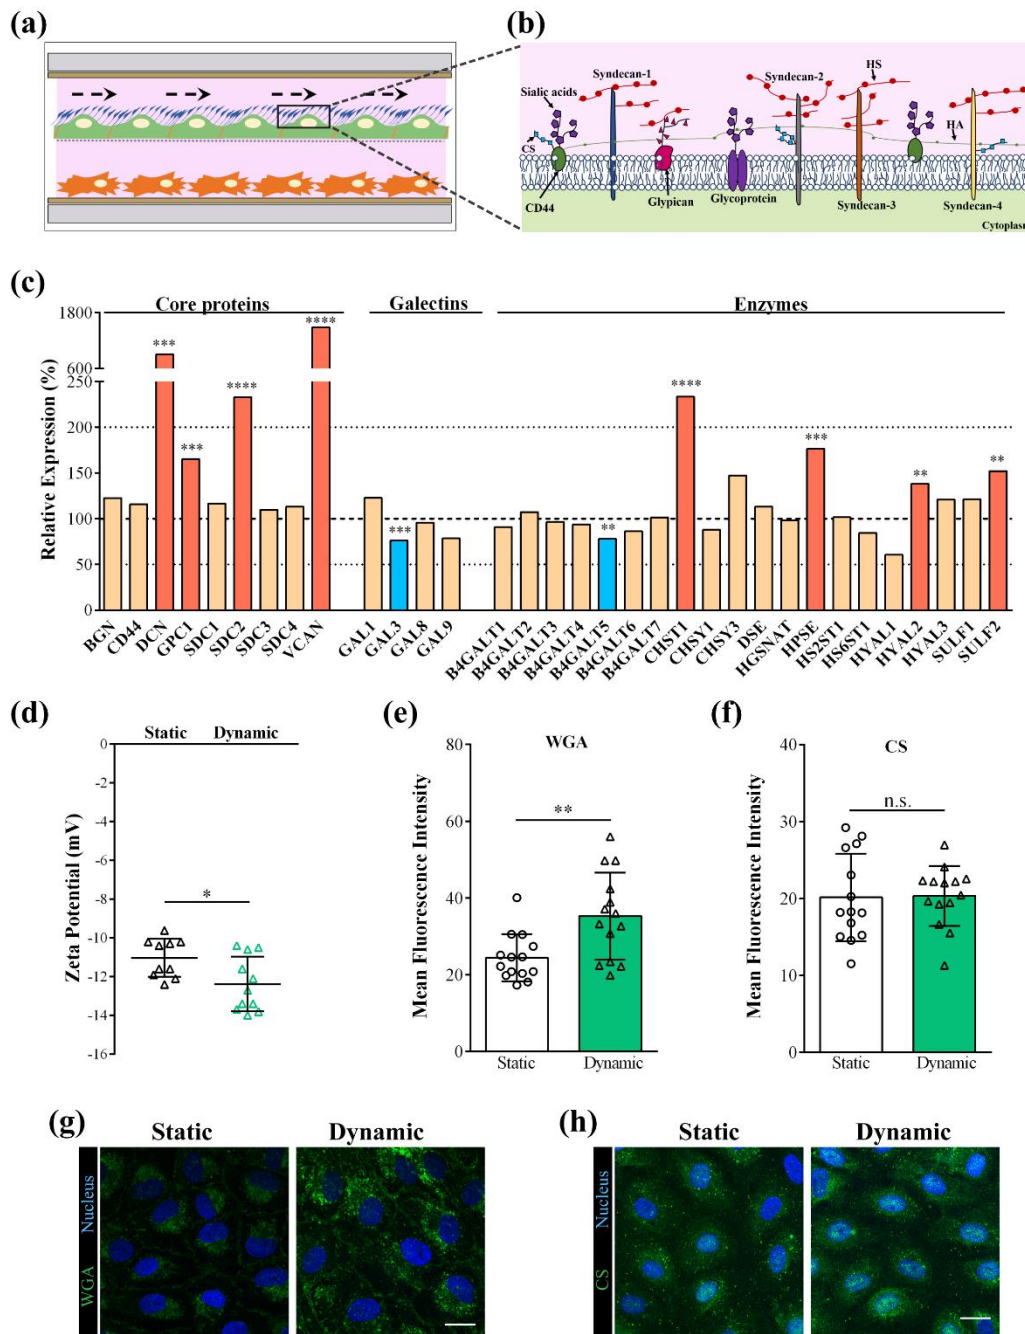 (a)
(b)
Syndecan-1
Syndecan-2
HS
Sialic acids
CS
HA
CD44
Glypican
Glycoprotein
Syndecan-3
Syndecan-4
Cytoplasm
(c)
Core proteins
Galectins
Enzymes
Relative Expression (%)
1800
600
250
200
150
100
50
0
*** *** **** **** *** ** **** *** ** **
BGN CD44 DCN GPC1 SDC1 SDC2 SDC3 SDC4 VCAN GAL1 GAL3 GAL8 GAL9 B4GALT1 B4GALT2 B4GALT3 B4GALT4 B4GALT5 B4GALT6 B4GALT7 CHST1 CHSY1 CHSY3 DSE HGSNAT HPSE HS2ST1 HS6ST1 HYAL1 HYAL2 HYAL3 SULF1 SULF2
(d)
Static Dynamic
Zeta Potential (mV)
0
-2
-4
-6
-8
-10
-12
-14
-16
*
(e)
WGA
Mean Fluorescence Intensity
80
60
40
20
0
**
Static Dynamic
(f)
CS
Mean Fluorescence Intensity
40
30
20
10
0
n.s.
Static Dynamic
(g)
Static Dynamic
WGA Nucleus
(h)
Static Dynamic
CS Nucleus